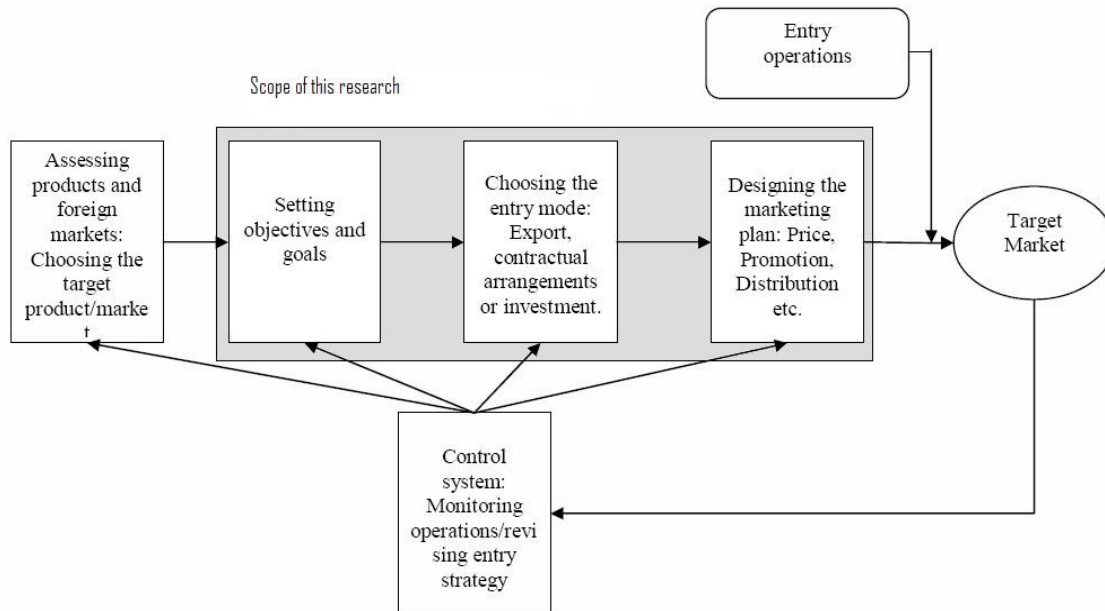 Entry
operations
Scope of this research
Assessing
products and
foreign
markets:
Choosing the
target
product/marke
t
Setting
objectives and
goals
Choosing the
entry mode:
Export,
contractual
arrangements
or investment.
Designing the
marketing
plan: Price,
Promotion,
Distribution
etc.
Target
Market
Control
system:
Monitoring
operations/revi
sing entry
strategy